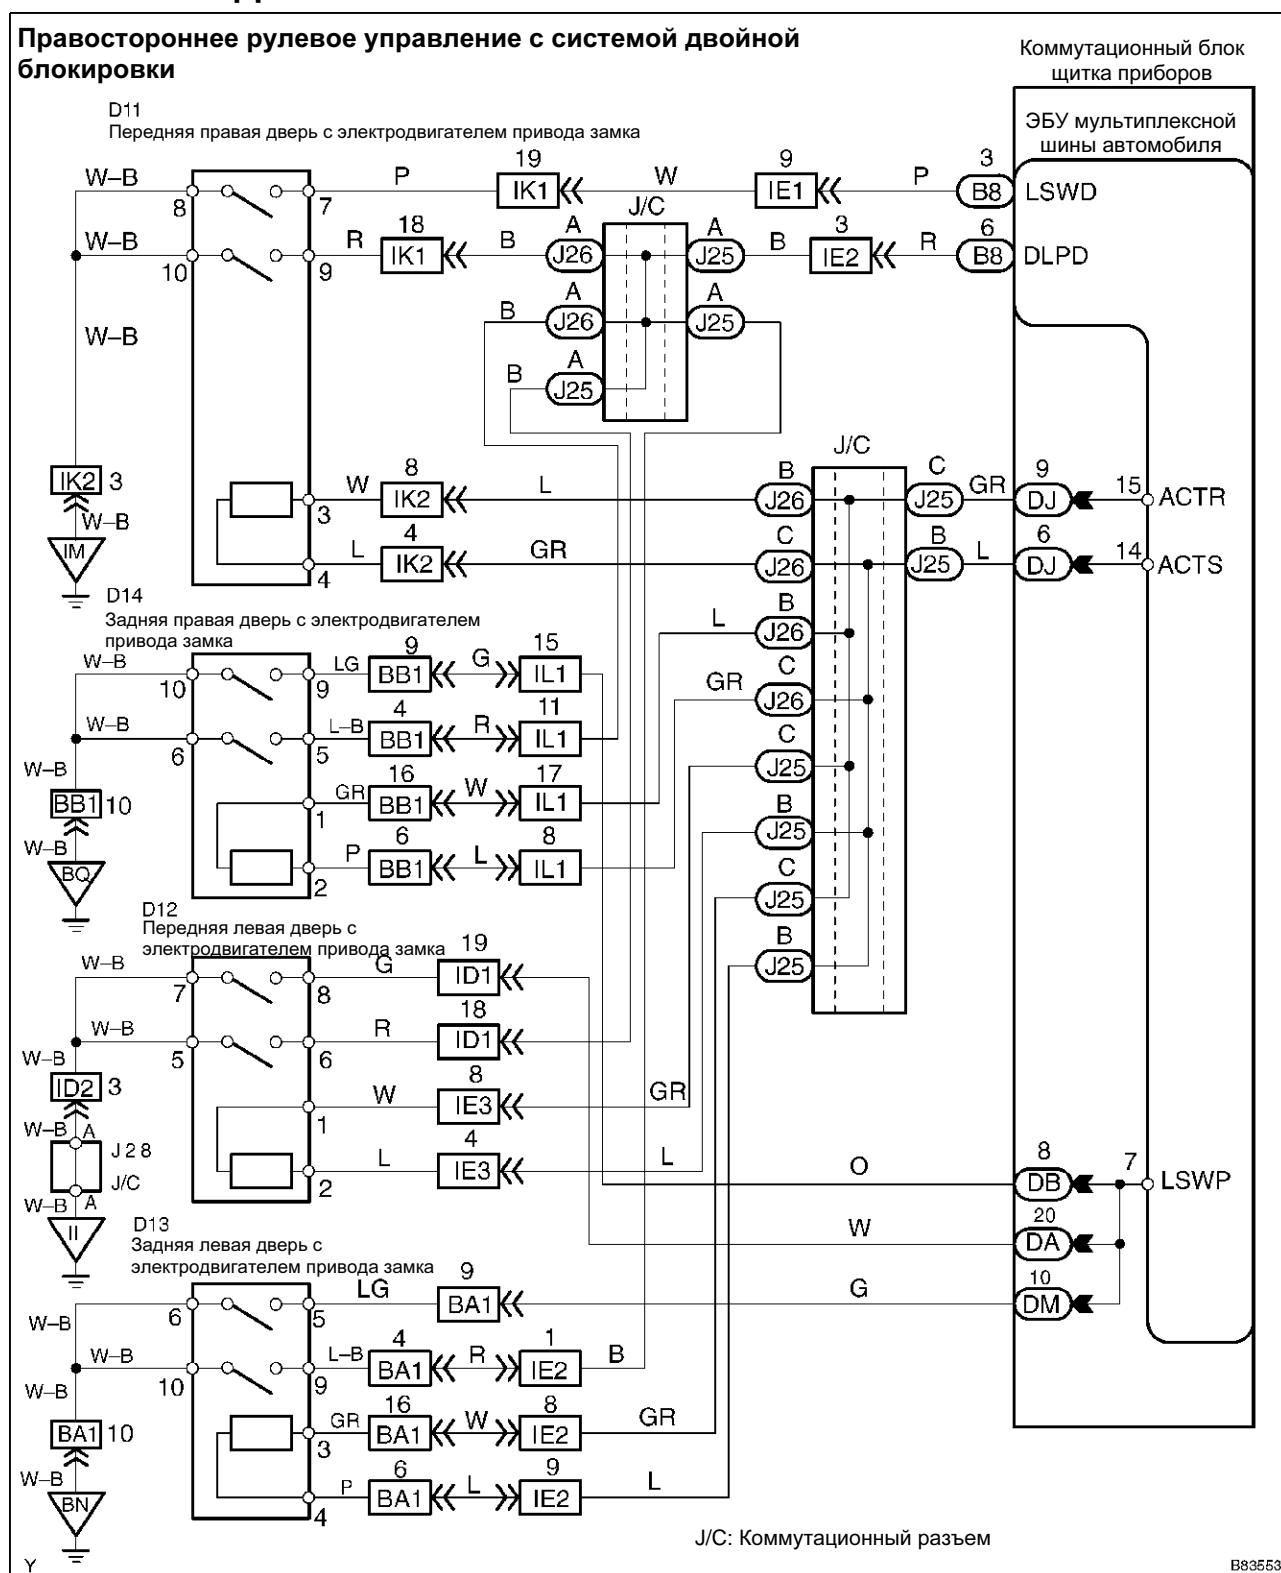 Правостороннее рулевое управление с системой двойной
блокировки
Коммутационный блок
щитка приборов
ЭБУ мультиплексной
шины автомобиля
D11
Передняя правая дверь с электродвигателем привода замка
W–B 8 7 P 19 IK1 W 9 IE1 P 3 B8 LSWD
J/C
W–B 10 9 R 18 IK1 B A J26 A J25 B 3 IE2 R 6 B8 DLPD
B A J26 A J25
W–B
B A J25
J/C
IK2 3
W–B
IM
3 W 8 IK2 L B J26 C J25 GR 9 DJ 15 ACTR
4 L 4 IK2 GR C J26 B J25 L 6 DJ 14 ACTS
D14
Задняя правая дверь с электродвигателем
привода замка
L B J26
W–B 10 9 LG 9 BB1 G 15 IL1
GR C J26
W–B 6 5 L–B 4 BB1 R 11 IL1
C J25
W–B
BB1 10
1 GR 16 BB1 W 17 IL1
B J25
W–B
BQ
2 P 6 BB1 L 8 IL1
C J25
B J25
D12
Передняя левая дверь с
электродвигателем привода замка
W–B 7 8 G 19 ID1
W–B 5 6 R 18 ID1
W–B
ID2 3
1 W 8 IE3 GR
W–B A
J28
J/C
2 L 4 IE3 L
W–B A
II
O 8 DB 7 LSWP
W 20 DA
G 10 DM
D13
Задняя левая дверь с
электродвигателем привода замка
W–B 6 5 LG 9 BA1
W–B 10 9 L–B 4 BA1 R 1 IE2 B
W–B
BA1 10
3 GR 16 BA1 W 8 IE2 GR
W–B
BN
4 P 6 BA1 L 9 IE2 L
J/C: Коммутационный разъем
Y
B83553